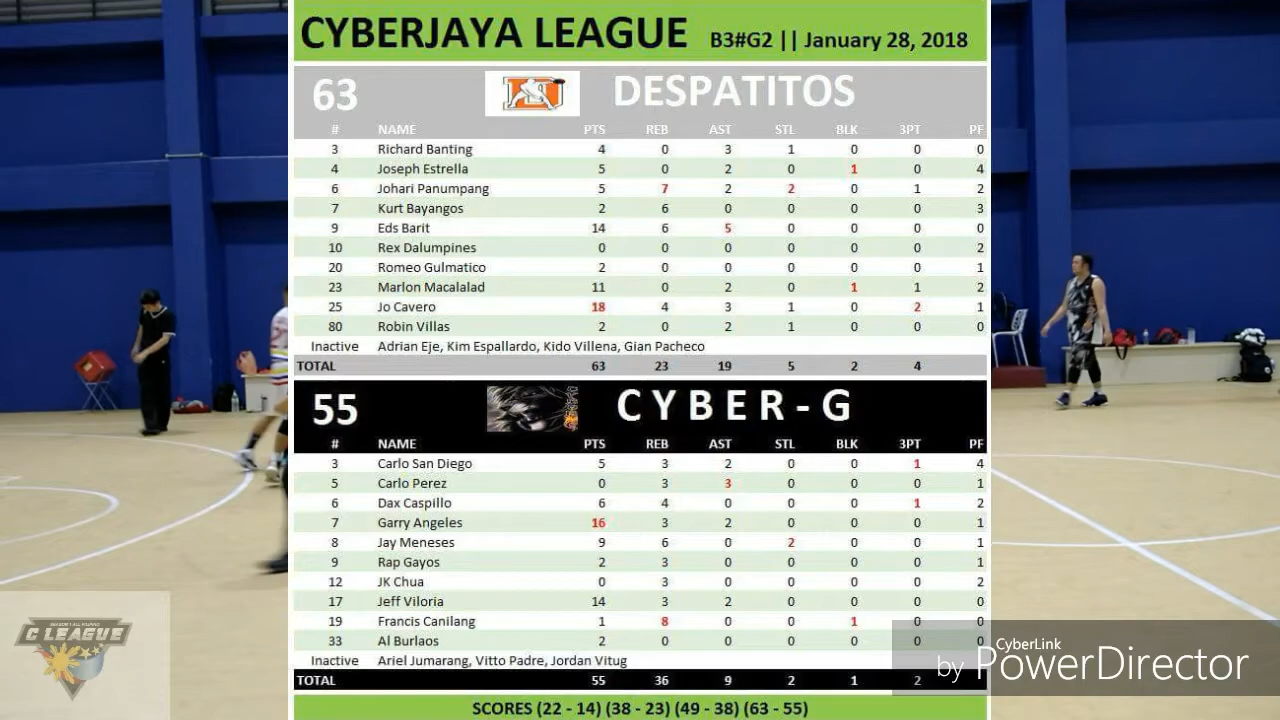 CYBERJAYA LEAGUE B3#G2 || January 28, 2018
63 DESPATITOS
# NAME PTS REB AST STL BLK 3PT PF
3 Richard Banting 4 0 3 1 0 0 0
4 Joseph Estrella 5 0 2 0 1 0 4
6 Johari Panumpang 5 7 2 2 0 1 2
7 Kurt Bayangos 2 6 0 0 0 0 3
9 Eds Barit 14 6 5 0 0 0 0
10 Rex Dalumpines 0 0 0 0 0 0 2
20 Romeo Gulmatico 2 0 0 0 0 0 1
23 Marlon Macalalad 11 0 2 0 1 1 2
25 Jo Cavero 18 4 3 1 0 2 1
80 Robin Villas 2 0 2 1 0 0 0
Inactive Adrian Eje, Kim Espallardo, Kido Villena, Gian Pacheco
TOTAL 63 23 19 5 2 4
55 CYBER-G
# NAME PTS REB AST STL BLK 3PT PF
3 Carlo San Diego 5 3 2 0 0 1 4
5 Carlo Perez 0 3 3 0 0 0 1
6 Dax Caspillo 6 4 0 0 0 1 2
7 Garry Angeles 16 3 2 0 0 0 1
8 Jay Meneses 9 6 0 2 0 0 1
9 Rap Gayos 2 3 0 0 0 0 1
12 JK Chua 0 3 0 0 0 0 2
17 Jeff Viloria 14 3 2 0 0 0 0
19 Francis Canilang 1 8 0 0 1 0 0
33 Al Burlaos 2 0 0 0 0 0 0
Inactive Ariel Jumarang, Vitto Padre, Jordan Vitug
TOTAL 55 36 9 2 1 2
SCORES (22 - 14) (38 - 23) (49 - 38) (63 - 55)
C LEAGUE
by CyberLink PowerDirector